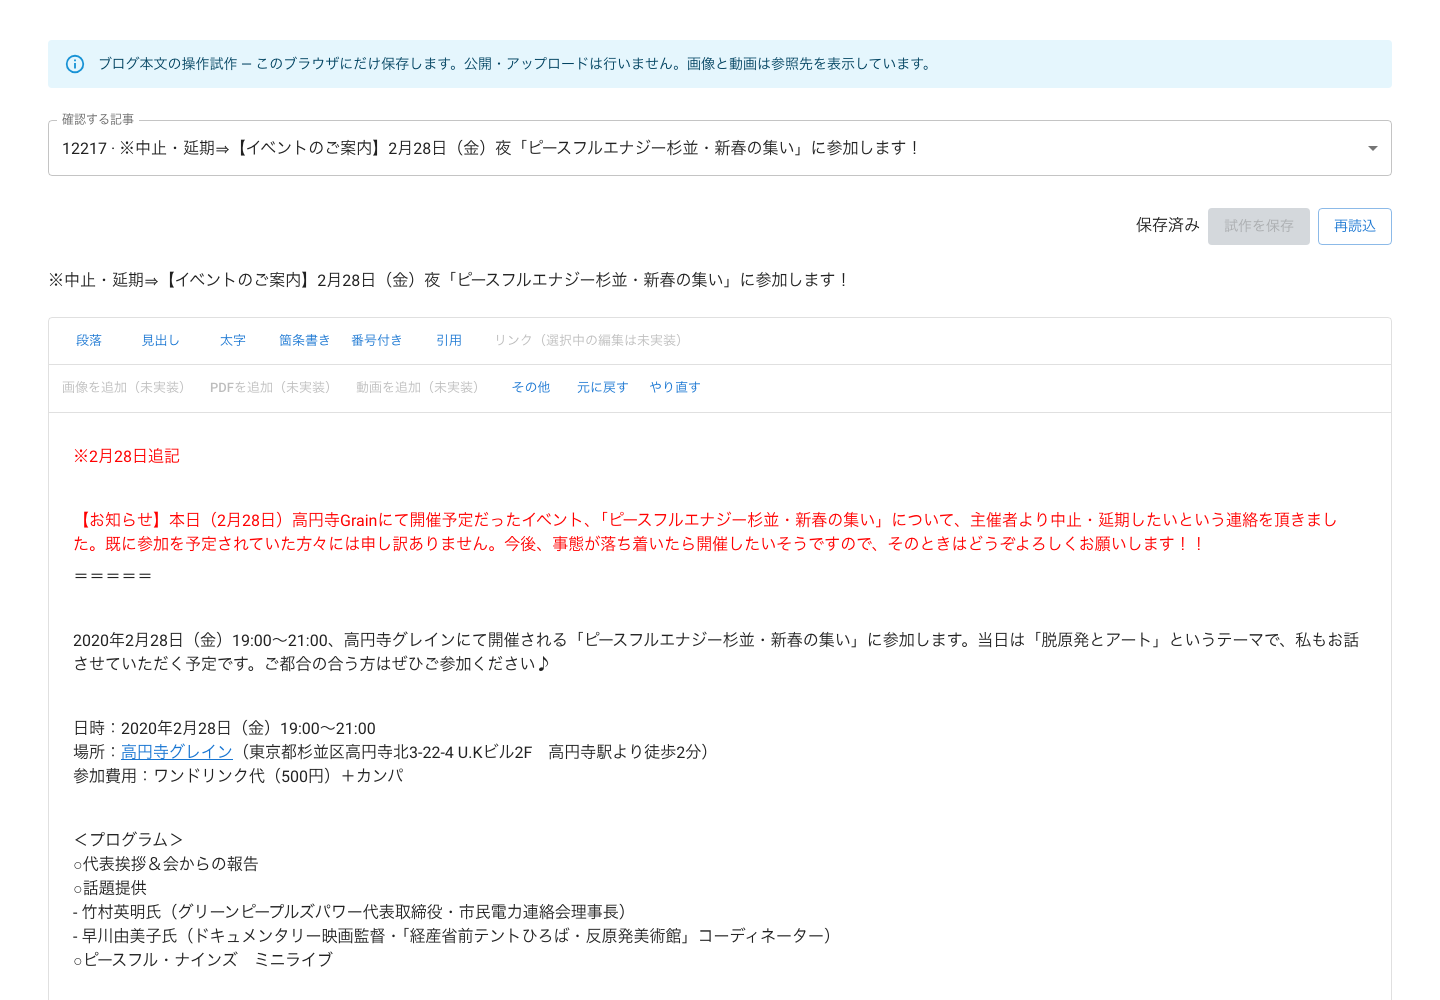 ブログ本文の操作試作 — このブラウザにだけ保存します。公開・アップロードは行いません。画像と動画は参照先を表示しています。
確認する記事
12217 · ※中止・延期⇒【イベントのご案内】2月28日（金）夜「ピースフルエナジー杉並・新春の集い」に参加します！
保存済み 試作を保存 再読込
※中止・延期⇒【イベントのご案内】2月28日（金）夜「ピースフルエナジー杉並・新春の集い」に参加します！
段落 見出し 太字 箇条書き 番号付き 引用 リンク（選択中の編集は未実装）
画像を追加（未実装） PDFを追加（未実装） 動画を追加（未実装） その他 元に戻す やり直す
※2月28日追記
【お知らせ】本日（2月28日）高円寺Grainにて開催予定だったイベント、「ピースフルエナジー杉並・新春の集い」について、主催者より中止・延期したいという連絡を頂きまし
た。既に参加を予定されていた方々には申し訳ありません。今後、事態が落ち着いたら開催したいそうですので、そのときはどうぞよろしくお願いします！！
＝＝＝＝＝
2020年2月28日（金）19:00〜21:00、高円寺グレインにて開催される「ピースフルエナジー杉並・新春の集い」に参加します。当日は「脱原発とアート」というテーマで、私もお話
させていただく予定です。ご都合の合う方はぜひご参加ください♪
日時：2020年2月28日（金）19:00〜21:00
場所：高円寺グレイン（東京都杉並区高円寺北3-22-4 U.Kビル2F　高円寺駅より徒歩2分）
参加費用：ワンドリンク代（500円）＋カンパ
＜プログラム＞
○代表挨拶＆会からの報告
○話題提供
- 竹村英明氏（グリーンピープルズパワー代表取締役・市民電力連絡会理事長）
- 早川由美子氏（ドキュメンタリー映画監督・「経産省前テントひろば・反原発美術館」コーディネーター）
○ピースフル・ナインズ　ミニライブ